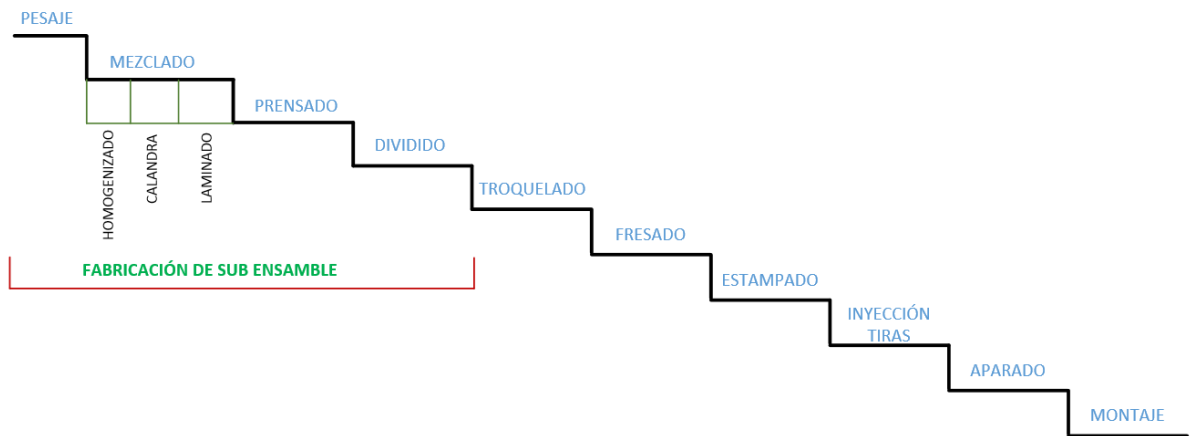 PESAJE
MEZCLADO
PRENSADO
HOMOGENIZADO
CALANDRA
LAMINADO
DIVIDIDO
TROQUELADO
FRESADO
FABRICACIÓN DE SUB ENSAMBLE
ESTAMPADO
INYECCIÓN
TIRAS
APARADO
MONTAJE